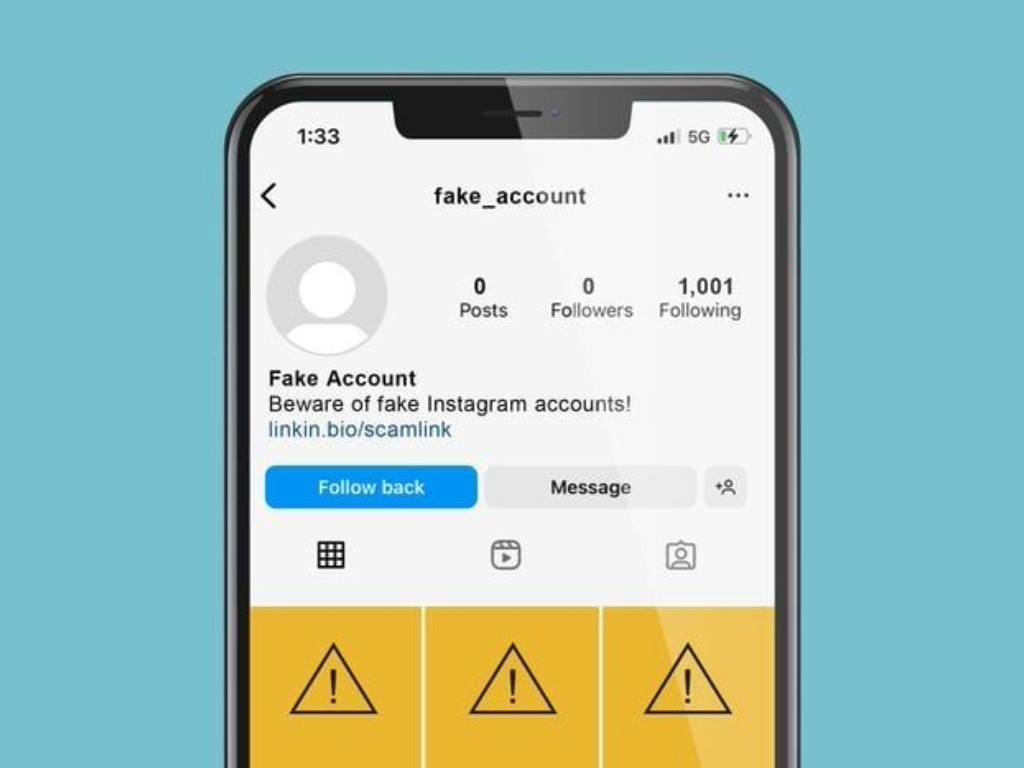 1:33 5G
fake_account
0 0 1,001
Posts Followers Following
Fake Account
Beware of fake Instagram accounts!
linkin.bio/scamlink
Follow back Message
! ! !